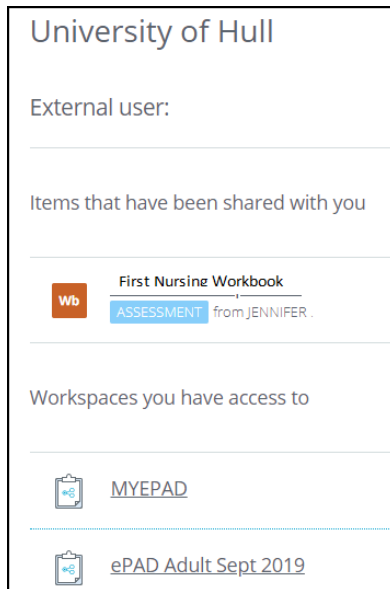 University of Hull
External user:
Items that have been shared with you
Wb
First Nursing Workbook
ASSESSMENT from JENNIFER .
Workspaces you have access to
MYEPAD
ePAD Adult Sept 2019